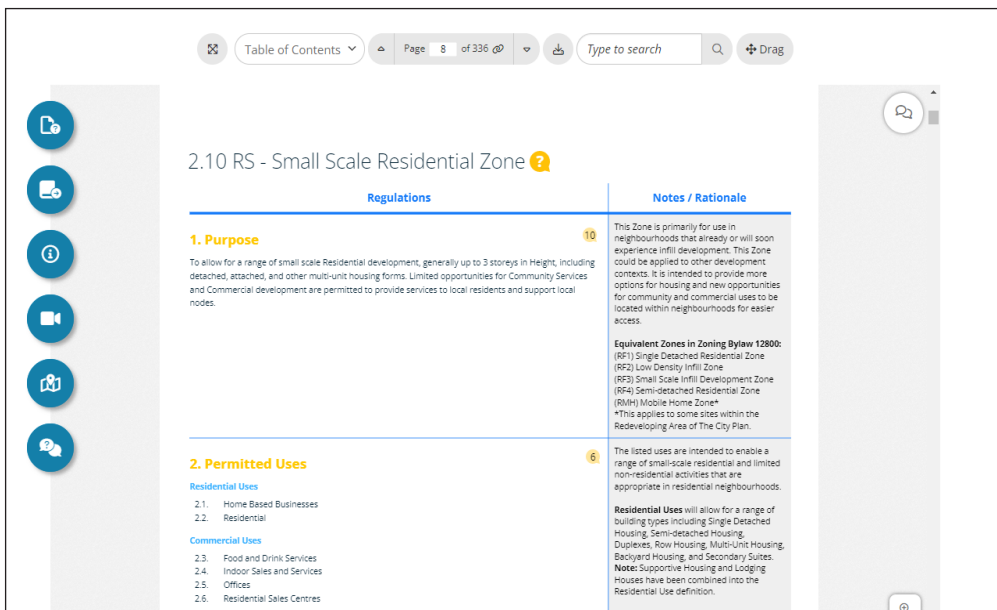 Table of Contents
Page 8 of 336
Type to search
Drag
2.10 RS - Small Scale Residential Zone
Regulations
Notes / Rationale
1. Purpose
10
To allow for a range of small scale Residential development, generally up to 3 storeys in Height, including
detached, attached, and other multi-unit housing forms. Limited opportunities for Community Services
and Commercial development are permitted to provide services to local residents and support local
nodes.
This Zone is primarily for use in
neighbourhoods that already or will soon
experience infill development. This Zone
could be applied to other development
contexts. It is intended to provide more
options for housing and new opportunities
for community and commercial uses to be
located within neighbourhoods for easier
access.
Equivalent Zones in Zoning Bylaw 12800:
(RF1) Single Detached Residential Zone
(RF2) Low Density Infill Zone
(RF3) Small Scale Infill Development Zone
(RF4) Semi-detached Residential Zone
(RMH) Mobile Home Zone*
*This applies to some sites within the
Redeveloping Area of The City Plan.
2. Permitted Uses
6
Residential Uses
2.1. Home Based Businesses
2.2. Residential
Commercial Uses
2.3. Food and Drink Services
2.4. Indoor Sales and Services
2.5. Offices
2.6. Residential Sales Centres
The listed uses are intended to enable a
range of small-scale residential and limited
non-residential activities that are
appropriate in residential neighbourhoods.
Residential Uses will allow for a range of
building types including Single Detached
Housing, Semi-detached Housing,
Duplexes, Row Housing, Multi-Unit Housing,
Backyard Housing, and Secondary Suites.
Note: Supportive Housing and Lodging
Houses have been combined into the
Residential Use definition.